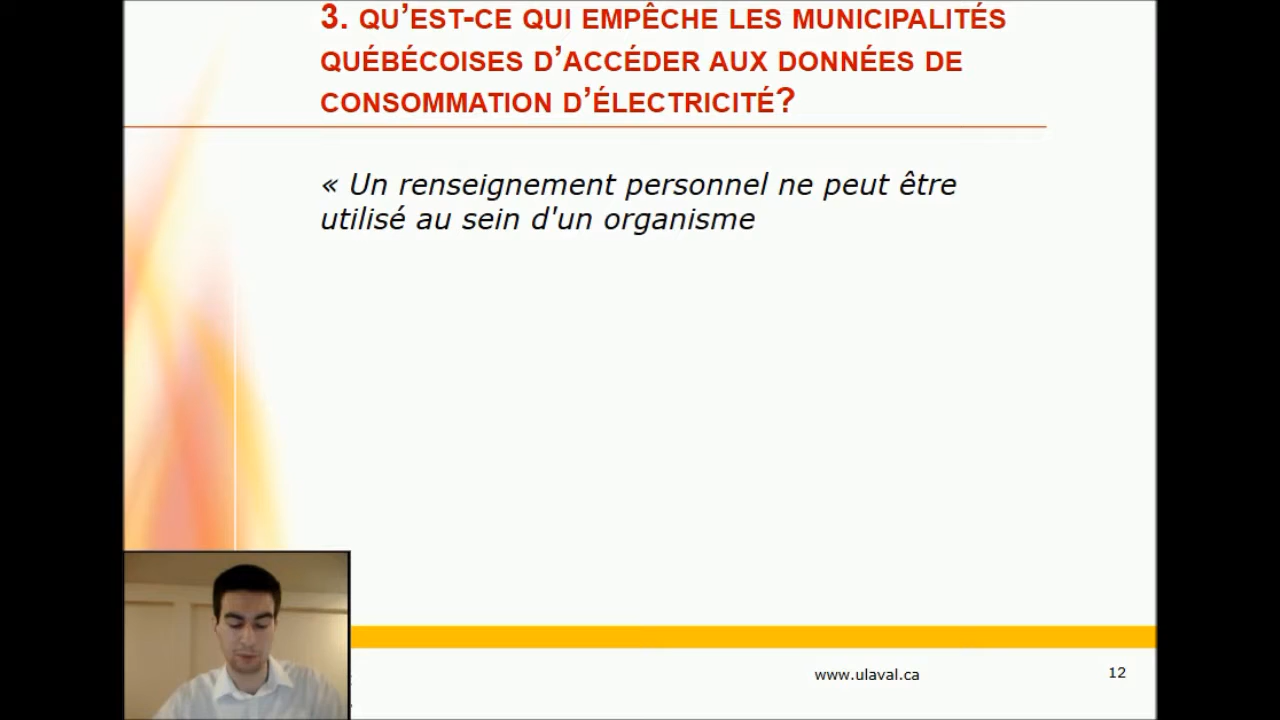 3. QU’EST-CE QUI EMPÊCHE LES MUNICIPALITÉS
QUÉBÉCOISES D’ACCÉDER AUX DONNÉES DE
CONSOMMATION D’ÉLECTRICITÉ?
« Un renseignement personnel ne peut être
utilisé au sein d'un organisme
www.ulaval.ca
12